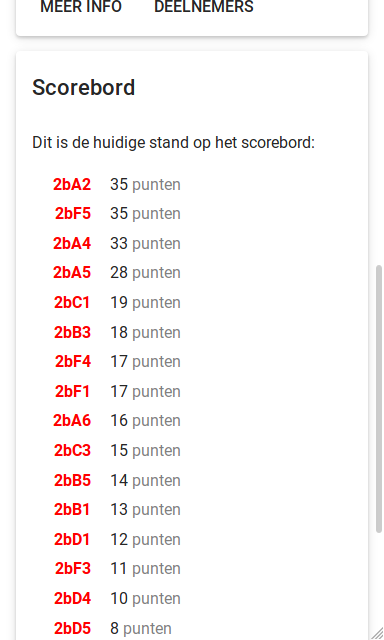 MEER INFO DEELNEMERS
Scorebord
Dit is de huidige stand op het scorebord:
2bA2 35 punten
2bF5 35 punten
2bA4 33 punten
2bA5 28 punten
2bC1 19 punten
2bB3 18 punten
2bF4 17 punten
2bF1 17 punten
2bA6 16 punten
2bC3 15 punten
2bB5 14 punten
2bB1 13 punten
2bD1 12 punten
2bF3 11 punten
2bD4 10 punten
2bD5 8 punten